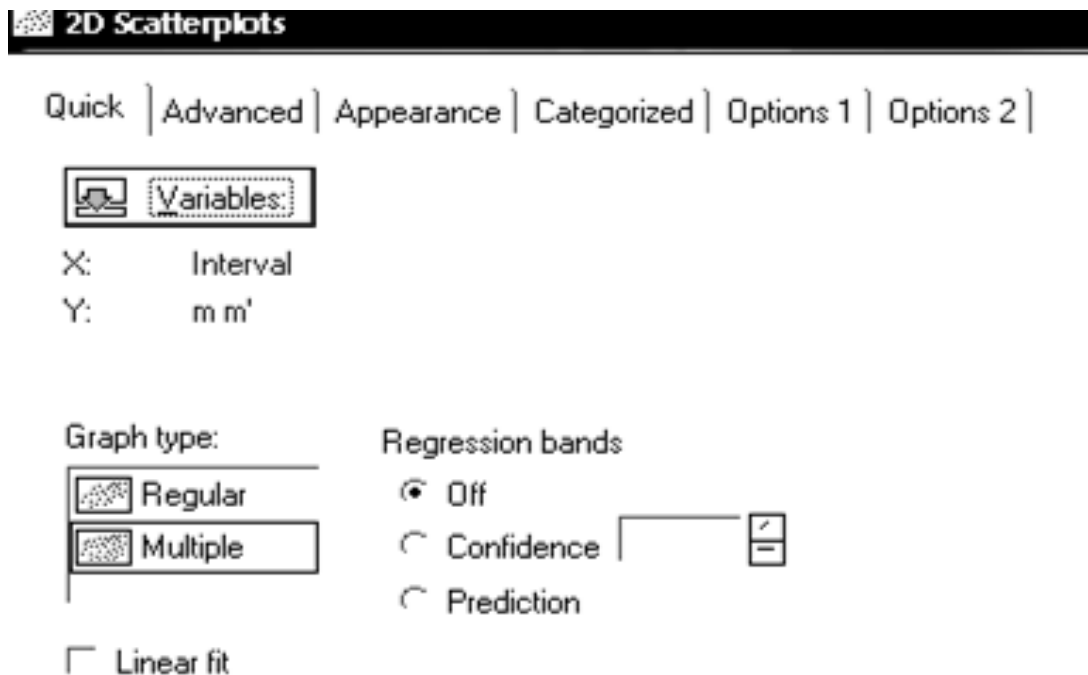 2D Scatterplots
Quick Advanced Appearance Categorized Options 1 Options 2
Variables:
X: Interval
Y: m m'
Graph type:
Regular
Multiple
Regression bands
Off
Confidence
Prediction
Linear fit